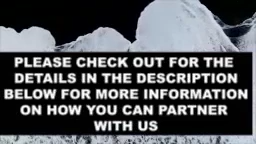 PLEASE CHECK OUT FOR THE
DETAILS IN THE DESCRIPTION
BELOW FOR MORE INFORMATION
ON HOW YOU CAN PARTNER
WITH US